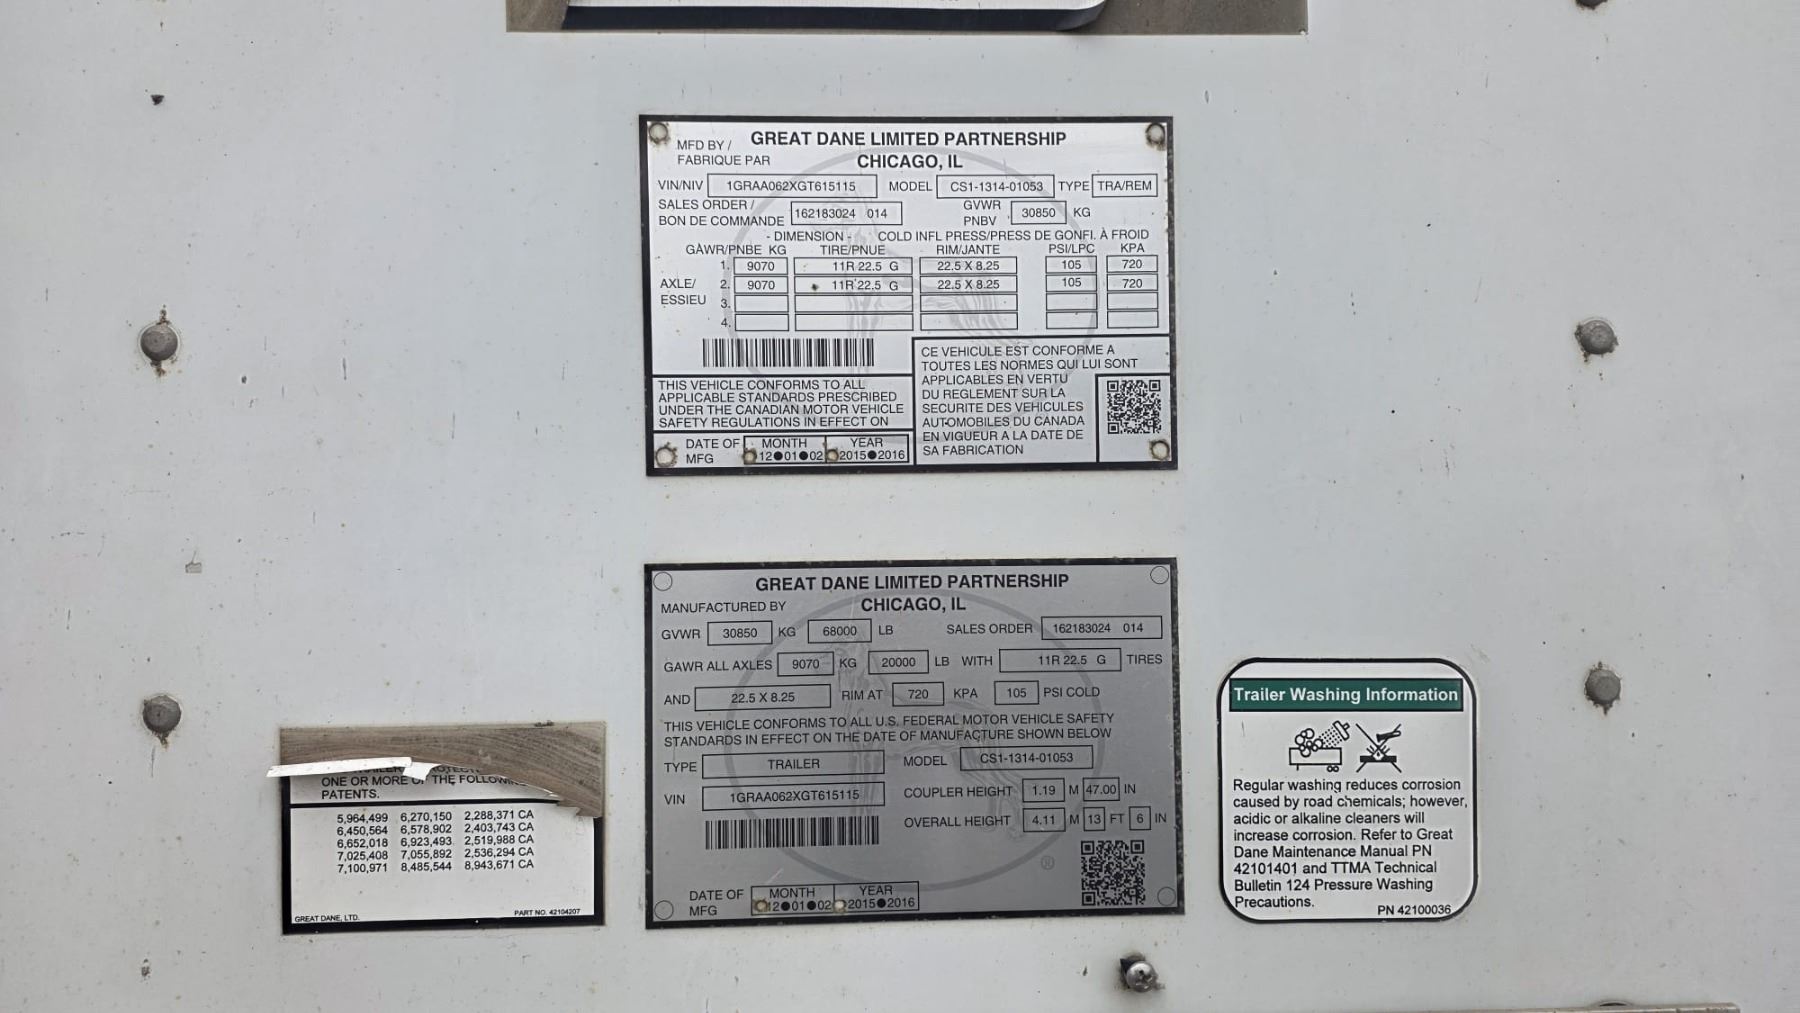 GREAT DANE LIMITED PARTNERSHIP
MFD BY /
FABRIQUE PAR
CHICAGO, IL
VIN/NIV 1GRAA062XGT615115 MODEL CS1-1314-01053 TYPE TRA/REM
SALES ORDER /
BON DE COMMANDE 162183024 014 GVWR
PNBV 30850 KG
- DIMENSION - COLD INFL PRESS/PRESS DE GONFI. À FROID
GAWR/PNBE KG TIRE/PNUE RIM/JANTE PSI/LPC KPA
AXLE/
ESSIEU
1. 9070 11R 22.5 G 22.5 X 8.25 105 720
2. 9070 11R 22.5 G 22.5 X 8.25 105 720
3.
4.
THIS VEHICLE CONFORMS TO ALL
APPLICABLE STANDARDS PRESCRIBED
UNDER THE CANADIAN MOTOR VEHICLE
SAFETY REGULATIONS IN EFFECT ON
DATE OF
MFG
MONTH YEAR
12●01●02 2015●2016
CE VEHICULE EST CONFORME A
TOUTES LES NORMES QUI LUI SONT
APPLICABLES EN VERTU
DU REGLEMENT SUR LA
SECURITE DES VEHICULES
AUTOMOBILES DU CANADA
EN VIGUEUR A LA DATE DE
SA FABRICATION
GREAT DANE LIMITED PARTNERSHIP
MANUFACTURED BY CHICAGO, IL
GVWR 30850 KG 68000 LB SALES ORDER 162183024 014
GAWR ALL AXLES 9070 KG 20000 LB WITH 11R 22.5 G TIRES
AND 22.5 X 8.25 RIM AT 720 KPA 105 PSI COLD
THIS VEHICLE CONFORMS TO ALL U.S. FEDERAL MOTOR VEHICLE SAFETY
STANDARDS IN EFFECT ON THE DATE OF MANUFACTURE SHOWN BELOW
TYPE TRAILER MODEL CS1-1314-01053
VIN 1GRAA062XGT615115 COUPLER HEIGHT 1.19 M 47.00 IN
OVERALL HEIGHT 4.11 M 13 FT 6 IN
®
DATE OF
MFG
MONTH YEAR
12●01●02 2015●2016
ONE OR MORE OF THE FOLLOWING
PATENTS.
5,964,499 6,270,150 2,288,371 CA
6,450,564 6,578,902 2,403,743 CA
6,652,018 6,923,493 2,519,988 CA
7,025,408 7,055,892 2,536,294 CA
7,100,971 8,485,544 8,943,671 CA
GREAT DANE, LTD. PART NO. 42104207
Trailer Washing Information
Regular washing reduces corrosion
caused by road chemicals; however,
acidic or alkaline cleaners will
increase corrosion. Refer to Great
Dane Maintenance Manual PN
42101401 and TTMA Technical
Bulletin 124 Pressure Washing
Precautions.
PN 42100036